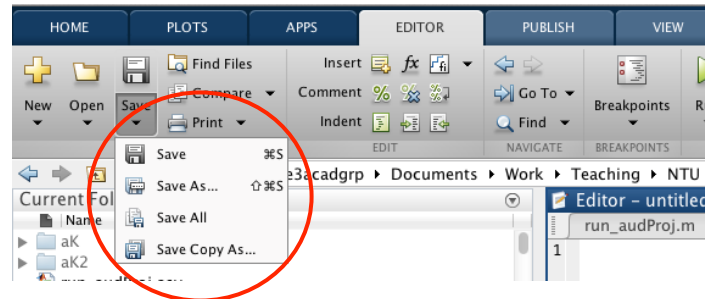 HOME PLOTS APPS EDITOR PUBLISH VIEW
Find Files Insert fx fi
Compare Comment % Go To
New Open Save Print Indent Find Breakpoints
EDIT NAVIGATE BREAKPOINTS
Save ⌘S
Save As... ⇧⌘S
Save All
Save Copy As...
e3acadgrp ▸ Documents ▸ Work ▸ Teaching ▸ NTU
Current Fol
Name
aK
aK2
Editor – untitled
run_audProj.m
1